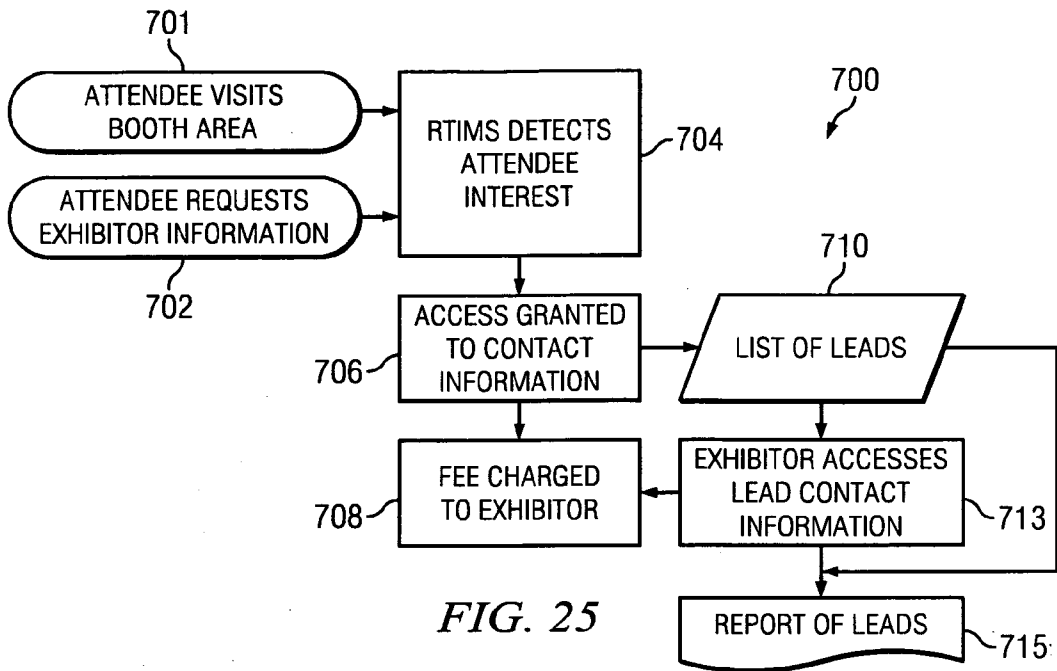 701
ATTENDEE VISITS
BOOTH AREA
ATTENDEE REQUESTS
EXHIBITOR INFORMATION
702
RTIMS DETECTS
ATTENDEE
INTEREST
704
700
706
ACCESS GRANTED
TO CONTACT
INFORMATION
710
LIST OF LEADS
708
FEE CHARGED
TO EXHIBITOR
EXHIBITOR ACCESSES
LEAD CONTACT
INFORMATION
713
REPORT OF LEADS
715
FIG. 25